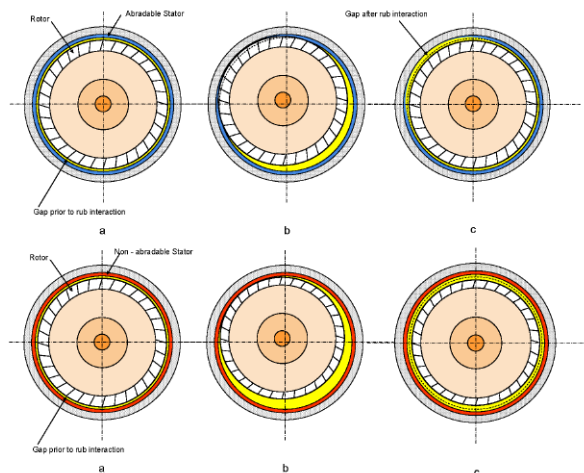 Rotor
Abradable Stator
Gap after rub interaction
Gap prior to rub interaction
a
b
c
Rotor
Non - abradable Stator
Gap prior to rub interaction
a
b